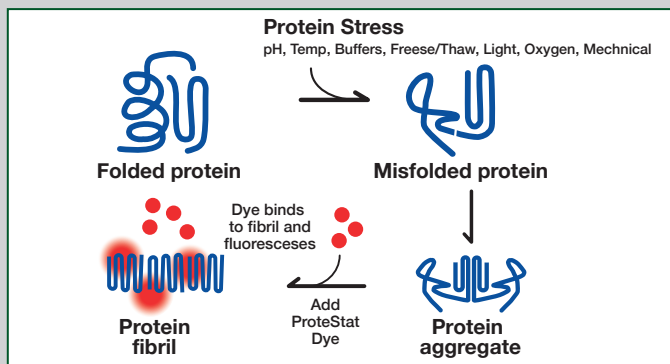 Protein Stress
pH, Temp, Buffers, Freese/Thaw, Light, Oxygen, Mechnical
Folded protein
Misfolded protein
Dye binds
to fibril and
fluoresceses
Add
ProteStat
Dye
Protein
fibril
Protein
aggregate